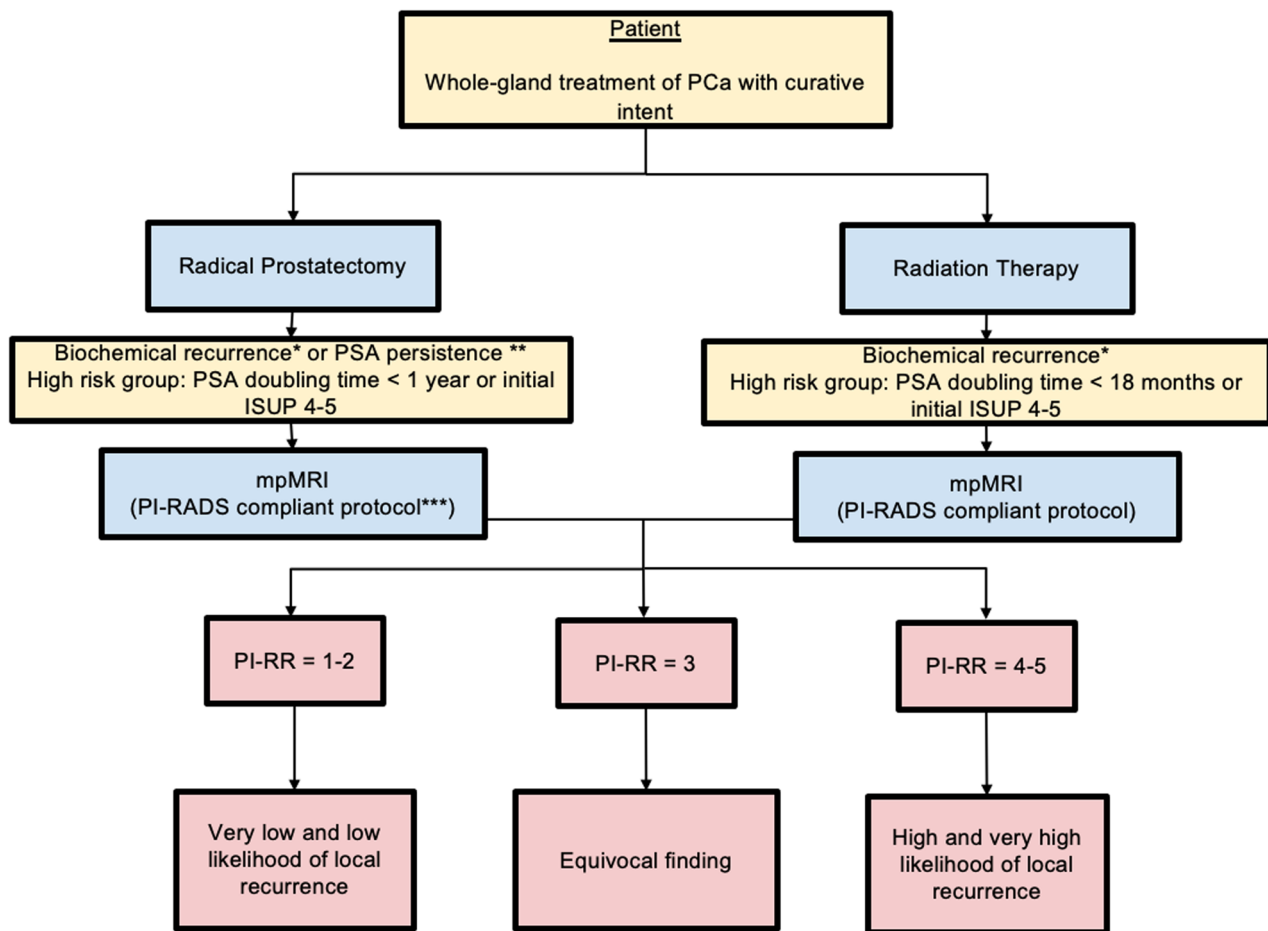 Patient
Whole-gland treatment of PCa with curative
intent
Radical Prostatectomy
Radiation Therapy
Biochemical recurrence* or PSA persistence **
High risk group: PSA doubling time < 1 year or initial
ISUP 4-5
Biochemical recurrence*
High risk group: PSA doubling time < 18 months or
initial ISUP 4-5
mpMRI
(PI-RADS compliant protocol***)
mpMRI
(PI-RADS compliant protocol)
PI-RR = 1-2
PI-RR = 3
PI-RR = 4-5
Very low and low
likelihood of local
recurrence
Equivocal finding
High and very high
likelihood of local
recurrence